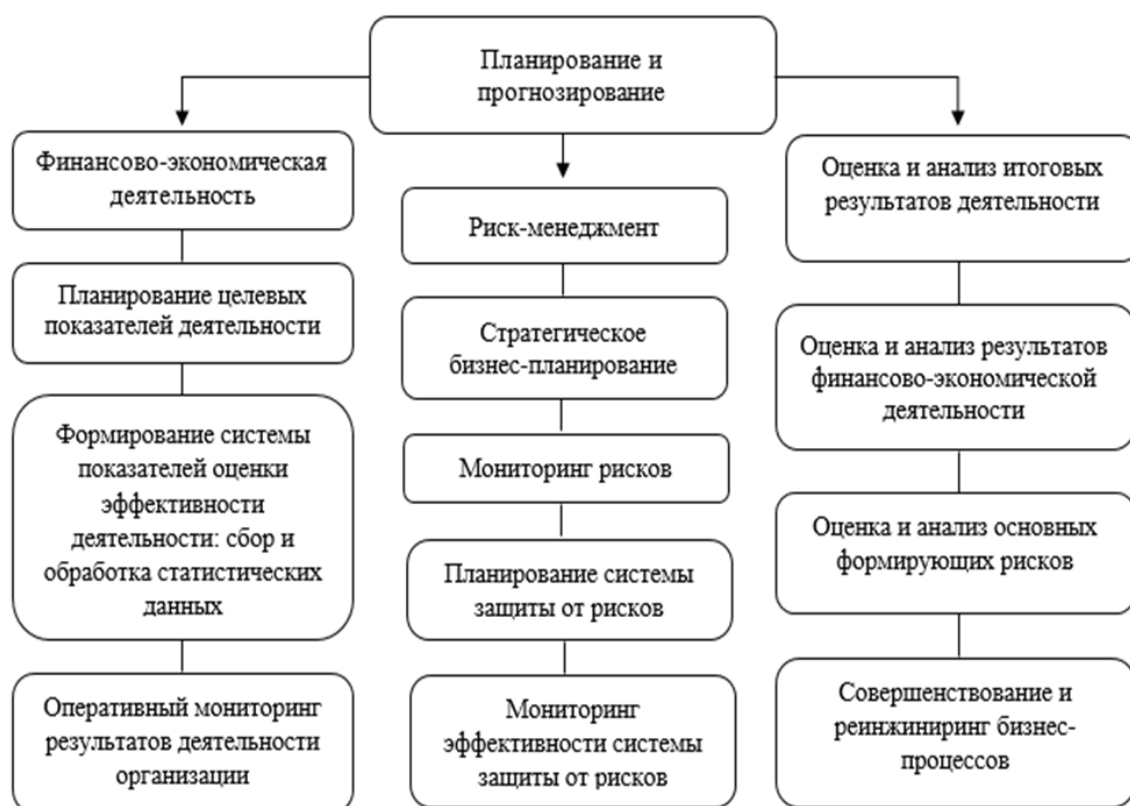 Планирование и
прогнозирование
Финансово-экономическая
деятельность
Планирование целевых
показателей деятельности
Формирование системы
показателей оценки
эффективности
деятельности: сбор и
обработка статистических
данных
Оперативный мониторинг
результатов деятельности
организации
Риск-менеджмент
Стратегическое
бизнес-планирование
Мониторинг рисков
Планирование системы
защиты от рисков
Мониторинг
эффективности системы
защиты от рисков
Оценка и анализ итоговых
результатов деятельности
Оценка и анализ результатов
финансово-экономической
деятельности
Оценка и анализ основных
формирующих рисков
Совершенствование и
реинжиниринг бизнес-
процессов